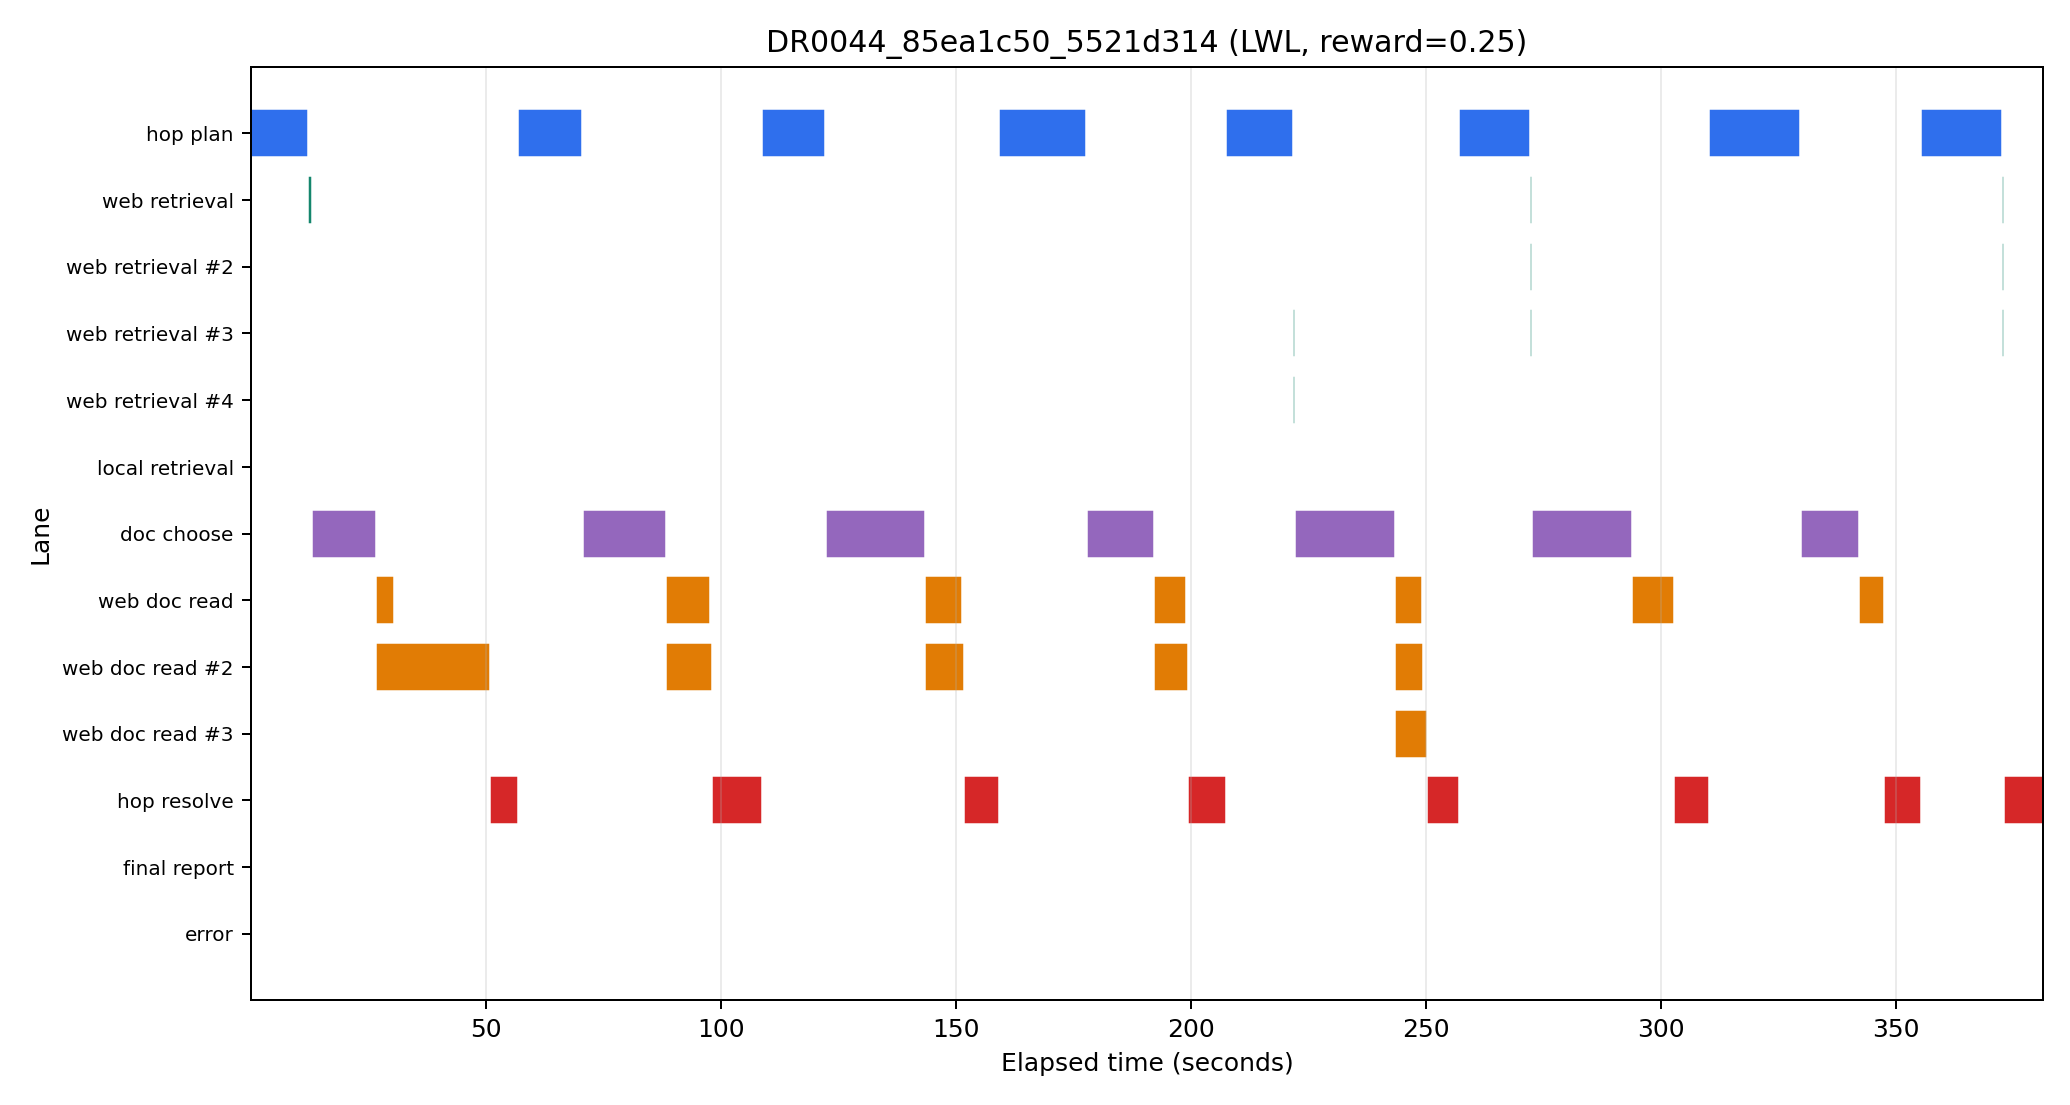 DR0044_85ea1c50_5521d314 (LWL, reward=0.25)
Lane
hop plan
web retrieval
web retrieval #2
web retrieval #3
web retrieval #4
local retrieval
doc choose
web doc read
web doc read #2
web doc read #3
hop resolve
final report
error
50 100 150 200 250 300 350
Elapsed time (seconds)